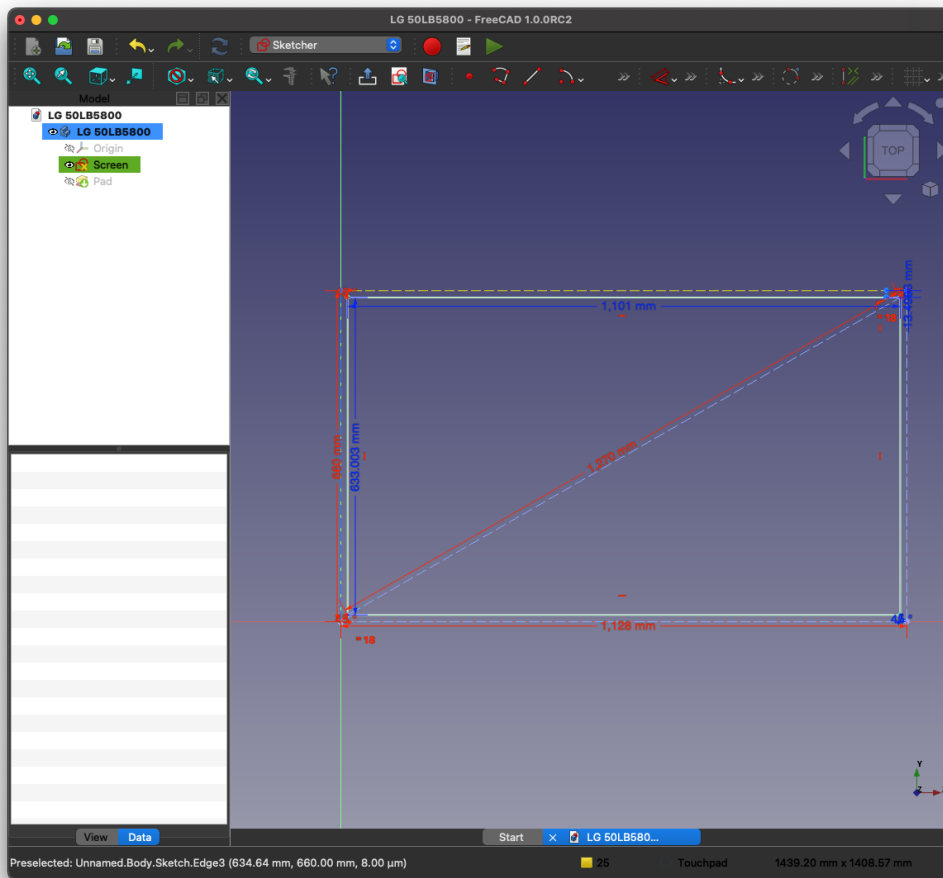 LG 50LB5800 - FreeCAD 1.0.0RC2
Sketcher
Model
LG 50LB5800
LG 50LB5800
Origin
Screen
Pad
TOP
1,101 mm
633.003 mm
1,270 mm
1,128 mm
=18
Y
View Data
Start LG 50LB580...
Preselected: Unnamed.Body.Sketch.Edge3 (634.64 mm, 660.00 mm, 8.00 μm) 25 Touchpad 1439.20 mm x 1408.57 mm